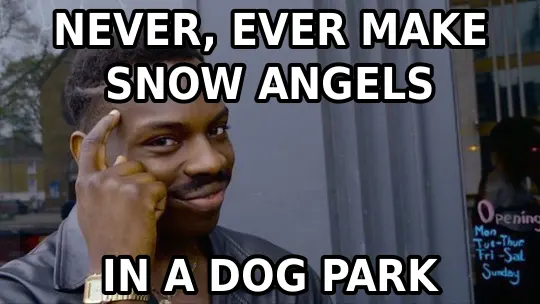 NEVER, EVER MAKE
SNOW ANGELS
IN A DOG PARK
Opening
Mon
Tue-Thur
Fri-Sat
Sunday